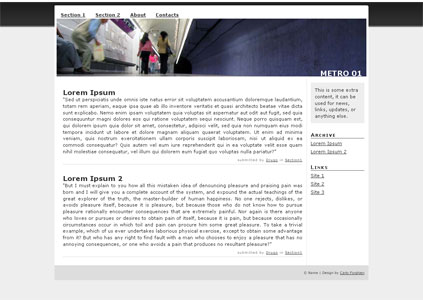 Section 1 Section 2 About Contacts
METRO 01
Lorem Ipsum
"Sed ut perspiciatis unde omnis iste natus error sit voluptatem accusantium doloremque laudantium,
totam rem aperiam, eaque ipsa quae ab illo inventore veritatis et quasi architecto beatae vitae dicta
sunt explicabo. Nemo enim ipsam voluptatem quia voluptas sit aspernatur aut odit aut fugit, sed quia
consequuntur magni dolores eos qui ratione voluptatem sequi nesciunt. Neque porro quisquam est,
qui dolorem ipsum quia dolor sit amet, consectetur, adipisci velit, sed quia non numquam eius modi
tempora incidunt ut labore et dolore magnam aliquam quaerat voluptatem. Ut enim ad minima
veniam, quis nostrum exercitationem ullam corporis suscipit laboriosam, nisi ut aliquid ex ea
commodi consequatur? Quis autem vel eum iure reprehenderit qui in ea voluptate velit esse quam
nihil molestiae consequatur, vel illum qui dolorem eum fugiat quo voluptas nulla pariatur?"
submitted by in Section1
Lorem Ipsum 2
"But I must explain to you how all this mistaken idea of denouncing pleasure and praising pain was
born and I will give you a complete account of the system, and expound the actual teachings of the
great explorer of the truth, the master-builder of human happiness. No one rejects, dislikes, or
avoids pleasure itself, because it is pleasure, but because those who do not know how to pursue
pleasure rationally encounter consequences that are extremely painful. Nor again is there anyone
who loves or pursues or desires to obtain pain of itself, because it is pain, but because occasionally
circumstances occur in which toil and pain can procure him some great pleasure. To take a trivial
example, which of us ever undertakes laborious physical exercise, except to obtain some advantage
from it? But who has any right to find fault with a man who chooses to enjoy a pleasure that has no
annoying consequences, or one who avoids a pain that produces no resultant pleasure?"
submitted by in Section1
This is some extra
content, it can be
used for news,
links, updates, or
anything else.
Archive
Lorem Ipsum
Lorem Ipsum 2
Links
Site 1
Site 2
Site 3
© Name | Design by